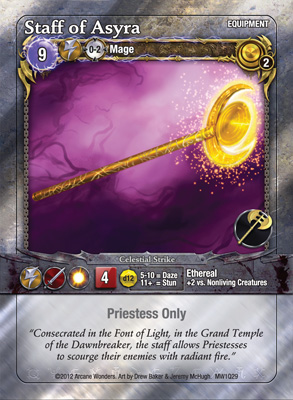 Staff of Asyra
EQUIPMENT
9
0-2 Mage
2
Celestial Strike
4
d12
5-10 = Daze
11+ = Stun
Ethereal
+2 vs. Nonliving Creatures
Priestess Only
“Consecrated in the Font of Light, in the Grand Temple
of the Dawnbreaker, the staff allows Priestesses
to scourge their enemies with radiant fire.”
©2012 Arcane Wonders. Art by Drew Baker & Jeremy McHugh. MW1Q29